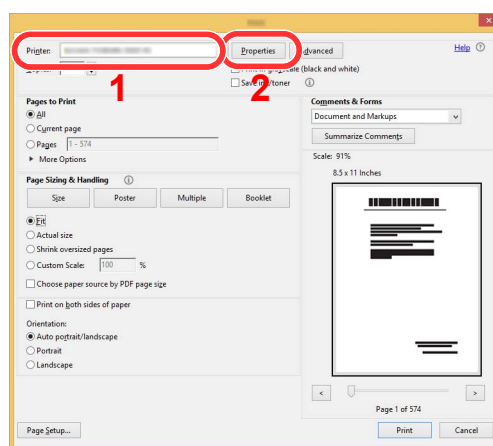 Printer:
Properties
Advanced
Help
1
2
Print in grayscale (black and white)
Save ink/toner
Pages to Print
All
Current page
Pages 1 - 574
More Options
Comments & Forms
Document and Markups
Summarize Comments
Scale: 91%
8.5 x 11 Inches
Page Sizing & Handling
Size Poster Multiple Booklet
Fit
Actual size
Shrink oversized pages
Custom Scale: 100 %
Choose paper source by PDF page size
Print on both sides of paper
Orientation:
Auto portrait/landscape
Portrait
Landscape
< >
Page 1 of 574
Page Setup...
Print
Cancel